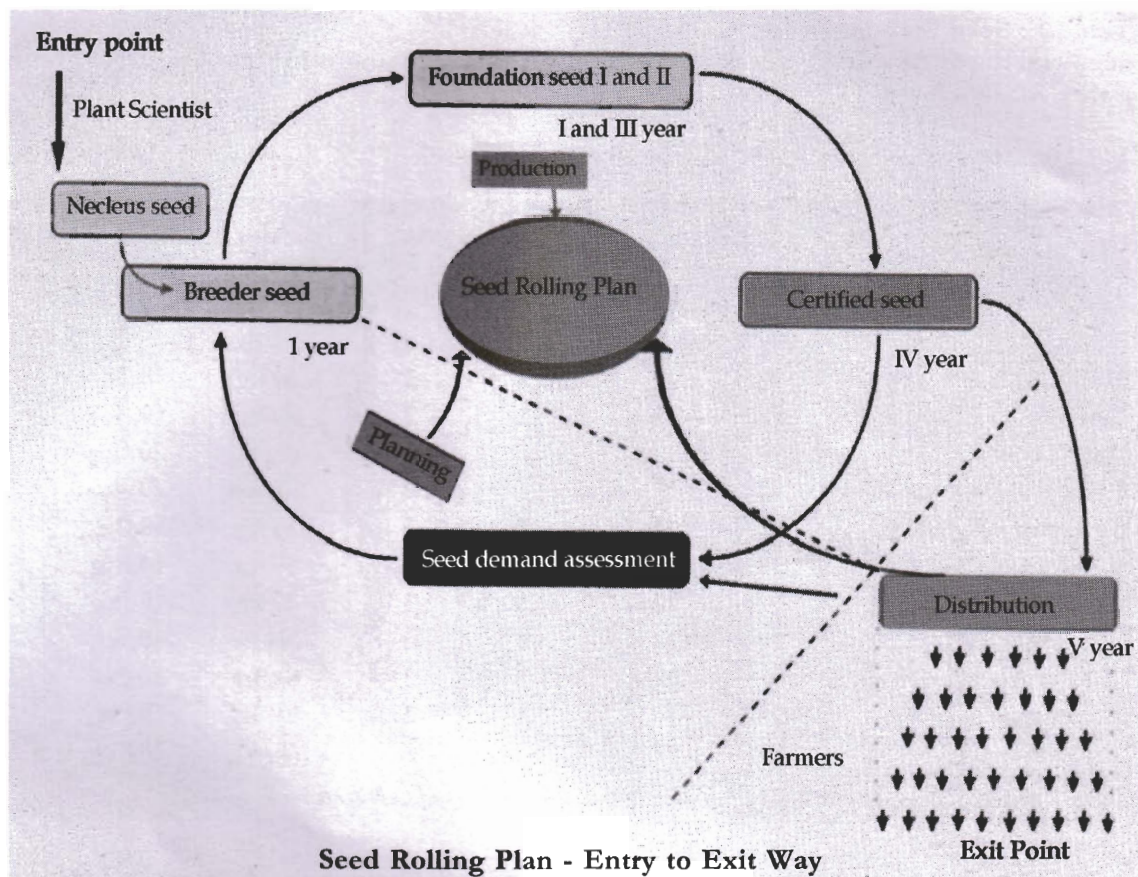 Entry point
Plant Scientist
Necleus seed
Breeder seed
1 year
Foundation seed I and II
I and III year
Production
Seed Rolling Plan
Certified seed
IV year
Planning
Seed demand assessment
Distribution
V year
Farmers
Exit Point
Seed Rolling Plan - Entry to Exit Way